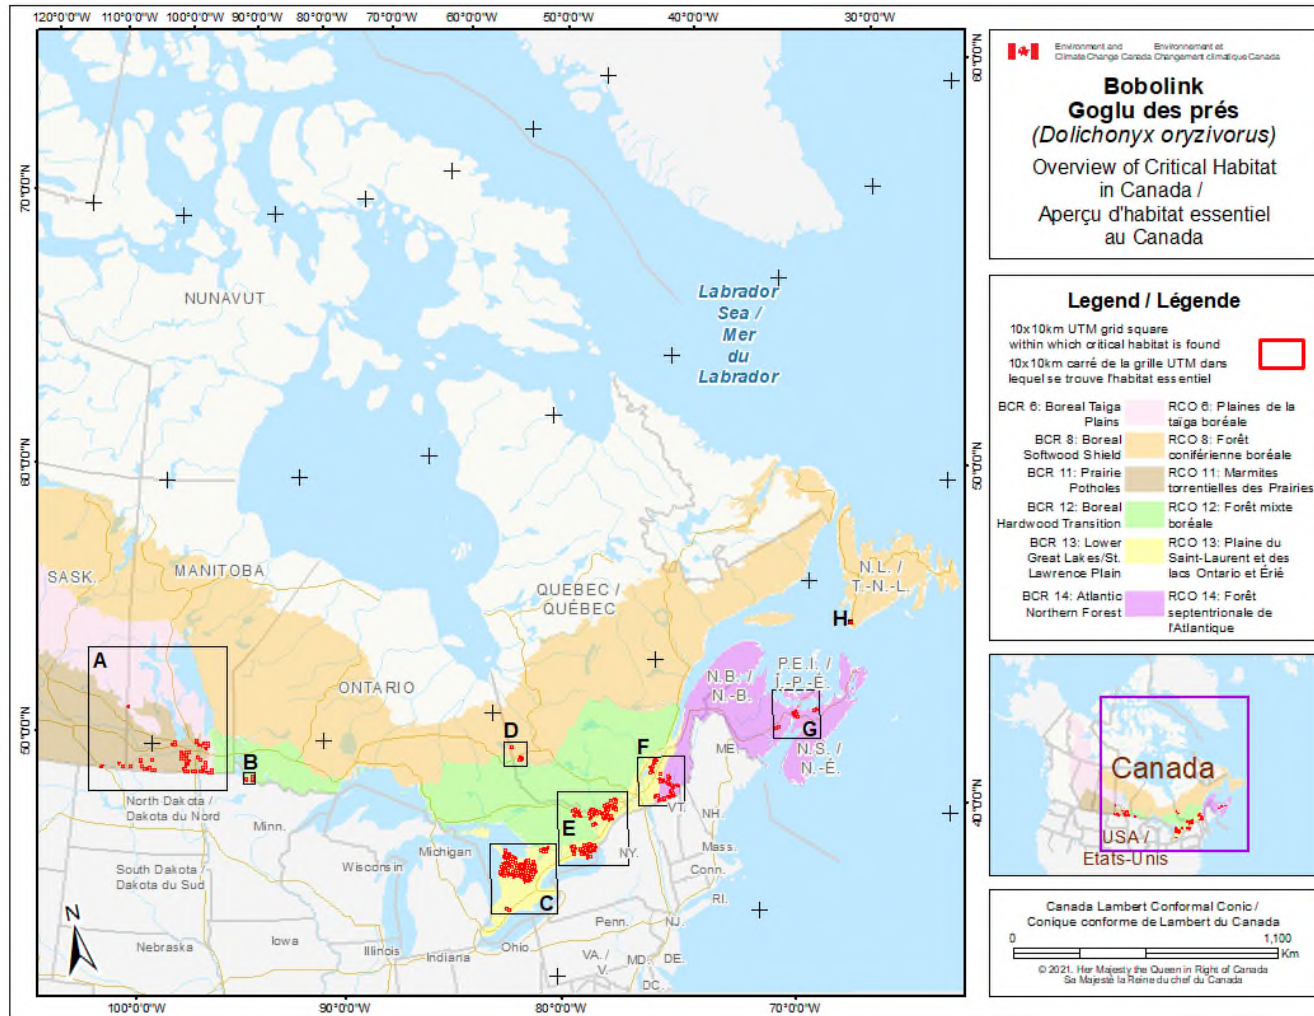 120°0'0"W 110°0'0"W 100°0'0"W 90°0'0"W 80°0'0"W 70°0'0"W 60°0'0"W 50°0'0"W 40°0'0"W 30°0'0"W
70°0'0"N
60°0'0"N
50°0'0"N
60°0'0"N
50°0'0"N
40°0'0"N
NUNAVUT
Labrador
Sea /
Mer
du
Labrador
SASK.
MANITOBA
ONTARIO
QUEBEC /
QUÉBEC
N.L. /
T.-N.-L.
H
P.E.I. /
Î.-P.-É.
N.B. /
N.-B.
G
N.S. /
N.-É.
A
B
D
F
E
C
ME.
VT.
NH.
Mass.
Conn.
RI.
NY.
NJ.
Penn.
DE.
MD.
DC.
VA. /
V.
Ohio
Indiana
Illinois
Michigan
Wisconsin
Iowa
Minn.
North Dakota /
Dakota du Nord
South Dakota /
Dakota du Sud
Nebraska
N
100°0'0"W 90°0'0"W 80°0'0"W 70°0'0"W
Environment and Climate Change Canada
Environnement et Changement climatique Canada
Bobolink
Goglu des prés
(Dolichonyx oryzivorus)
Overview of Critical Habitat
in Canada /
Aperçu d'habitat essentiel
au Canada
Legend / Légende
10x10km UTM grid square
within which critical habitat is found
10x10km carré de la grille UTM dans
lequel se trouve l'habitat essentiel
BCR 6: Boreal Taiga
Plains
RCO 6: Plaines de la
taïga boréale
BCR 8: Boreal
Softwood Shield
RCO 8: Forêt
coniférienne boréale
BCR 11: Prairie
Potholes
RCO 11: Marmites
torrentielles des Prairies
BCR 12: Boreal
Hardwood Transition
RCO 12: Forêt mixte
boréale
BCR 13: Lower
Great Lakes/St.
Lawrence Plain
RCO 13: Plaine du
Saint-Laurent et des
lacs Ontario et Érié
BCR 14: Atlantic
Northern Forest
RCO 14: Forêt
septentrionale de
l'Atlantique
Canada
USA /
Etats-Unis
Canada Lambert Conformal Conic /
Conique conforme de Lambert du Canada
0 1,100
Km
© 2021. Her Majesty the Queen in Right of Canada
Sa Majesté la Reine du chef du Canada